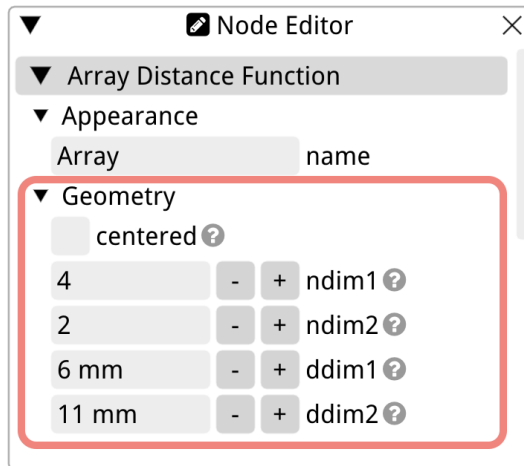 Node Editor
Array Distance Function
Appearance
Array name
Geometry
centered ?
4 - + ndim1 ?
2 - + ndim2 ?
6 mm - + ddim1 ?
11 mm - + ddim2 ?